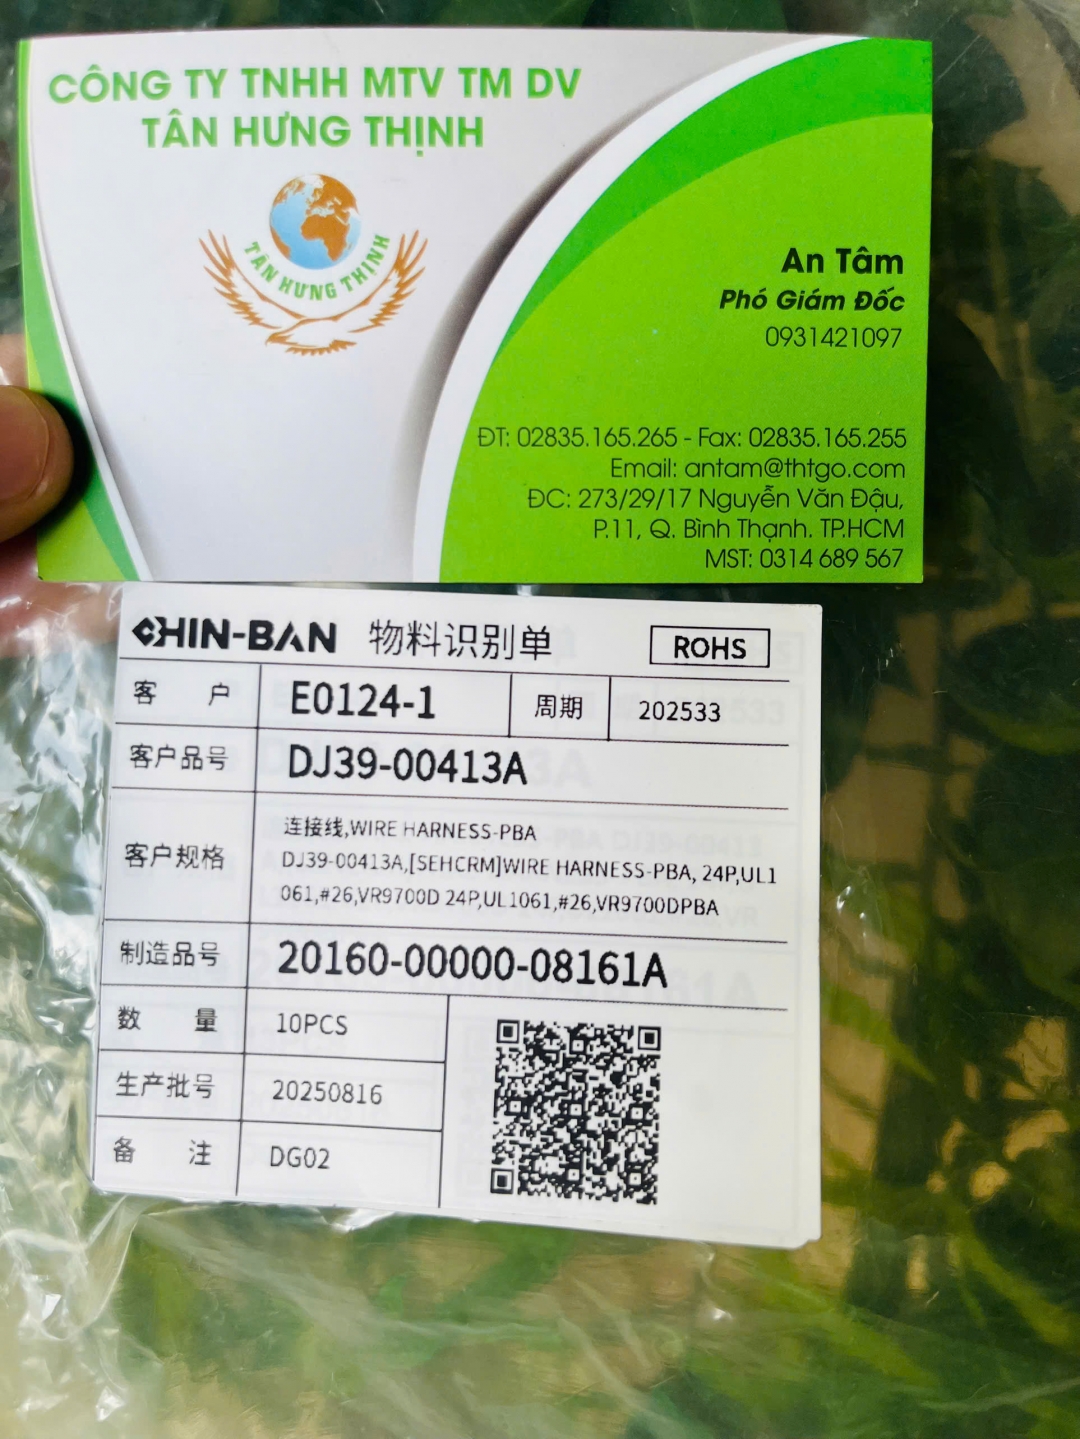 CÔNG TY TNHH MTV TM DV
TÂN HƯNG THỊNH
TÂN HƯNG THỊNH
An Tâm
Phó Giám Đốc
0931421097
ĐT: 02835.165.265 - Fax: 02835.165.255
Email: antam@thtgo.com
ĐC: 273/29/17 Nguyễn Văn Đậu,
P.11, Q. Bình Thạnh. TP.HCM
MST: 0314 689 567
CHIN-BAN 物料识别单 ROHS
客 户 E0124-1 周期 202533
客户品号 DJ39-00413A
客户规格 连接线,WIRE HARNESS-PBA
DJ39-00413A,[SEHCRM]WIRE HARNESS-PBA, 24P,UL1
061,#26,VR9700D 24P,UL1061,#26,VR9700DPBA
制造品号 20160-00000-08161A
数 量 10PCS
生产批号 20250816
备 注 DG02